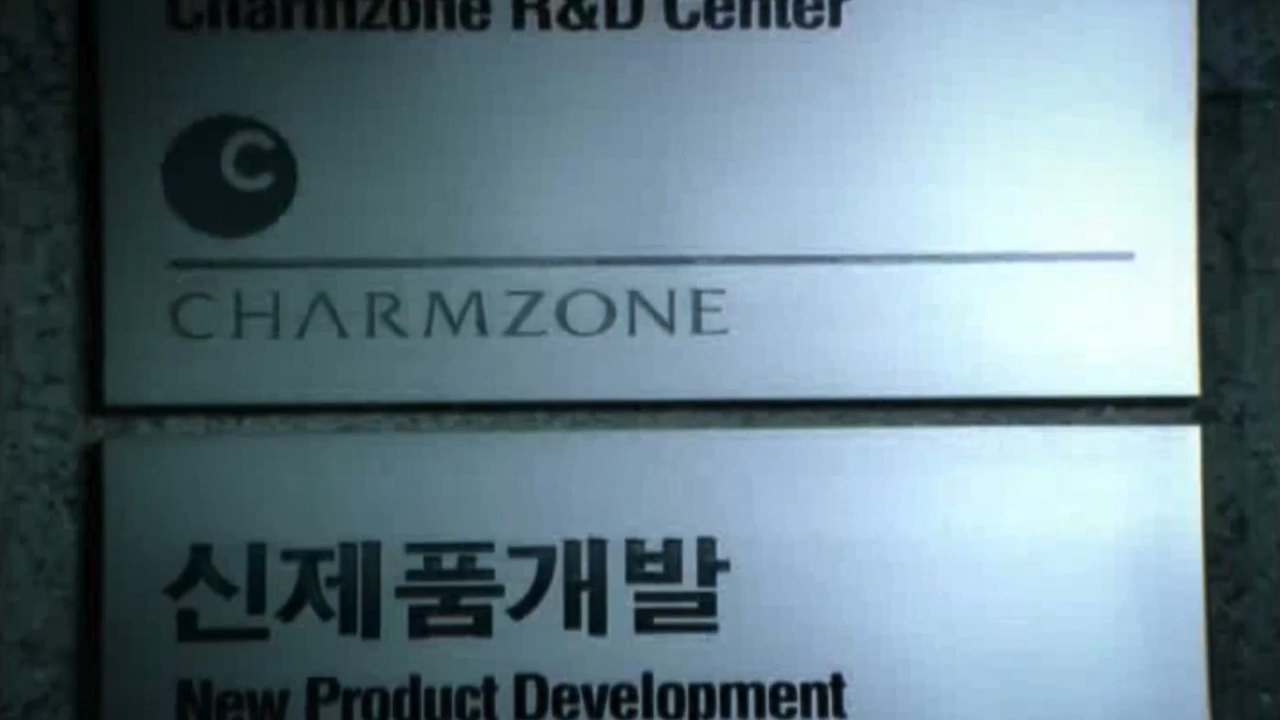 Charmzone R&D Center
C
CHARMZONE
신제품개발
New Product Development